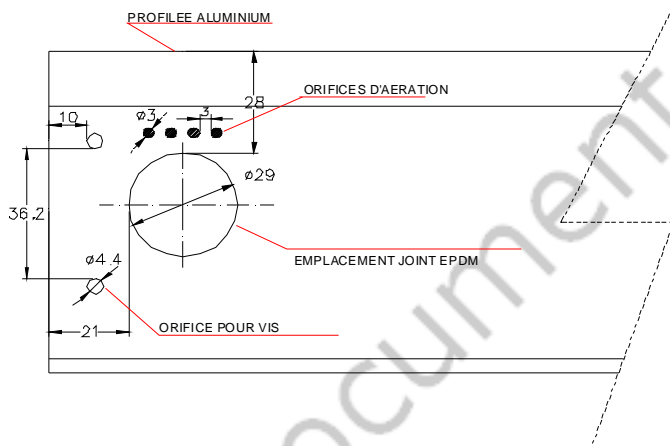 PROFILEE ALUMINIUM
ORIFICES D'AERATION
28
10
ø3
3
ø29
36.2
EMPLACEMENT JOINT EPDM
ø4.4
ORIFICE POUR VIS
21
ocument